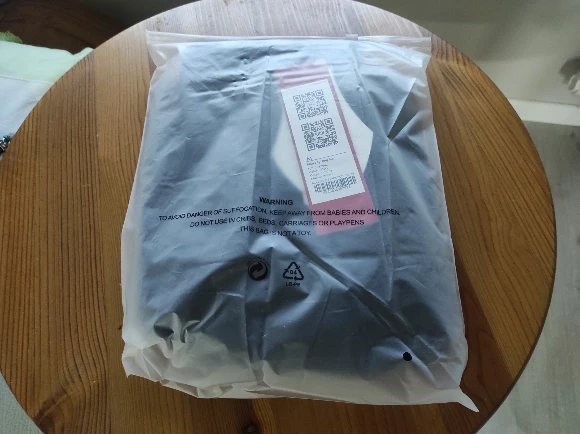 WARNING
TO AVOID DANGER OF SUFFOCATION, KEEP AWAY FROM BABIES AND CHILDREN.
DO NOT USE IN CRIBS, BEDS, CARRIAGES OR PLAYPENS
THIS BAG IS NOT A TOY.
04